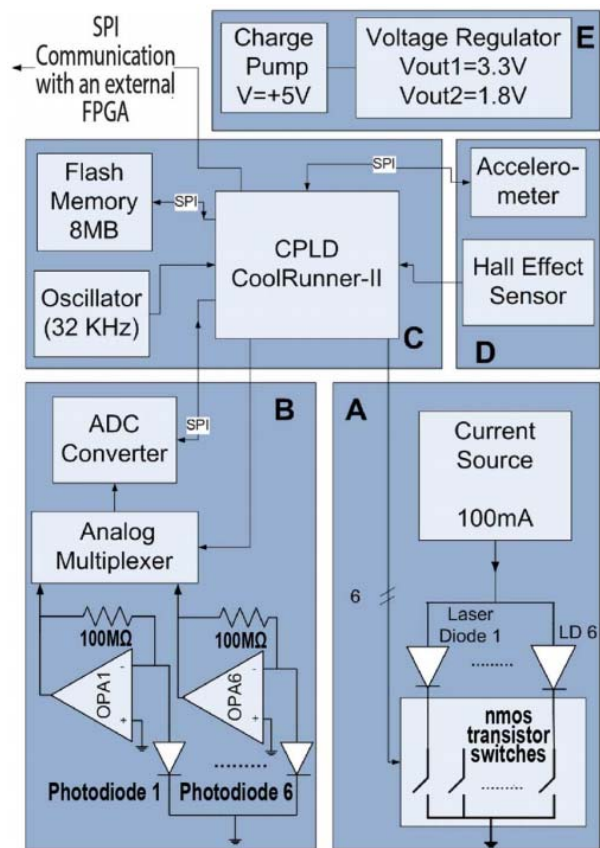 SPI
Communication
with an external
FPGA
Charge
Pump
V=+5V
Voltage Regulator
Vout1=3.3V
Vout2=1.8V
E
Flash
Memory
8MB
SPI
Oscillator
(32 KHz)
CPLD
CoolRunner-II
C
SPI
Accelero-
meter
Hall Effect
Sensor
D
ADC
Converter
SPI
B
Analog
Multiplexer
100MΩ
100MΩ
OPA1
OPA6
- 
+
-
+
Photodiode 1
Photodiode 6
A
Current
Source
100mA
6
Laser
Diode 1
LD 6
nmos
transistor
switches